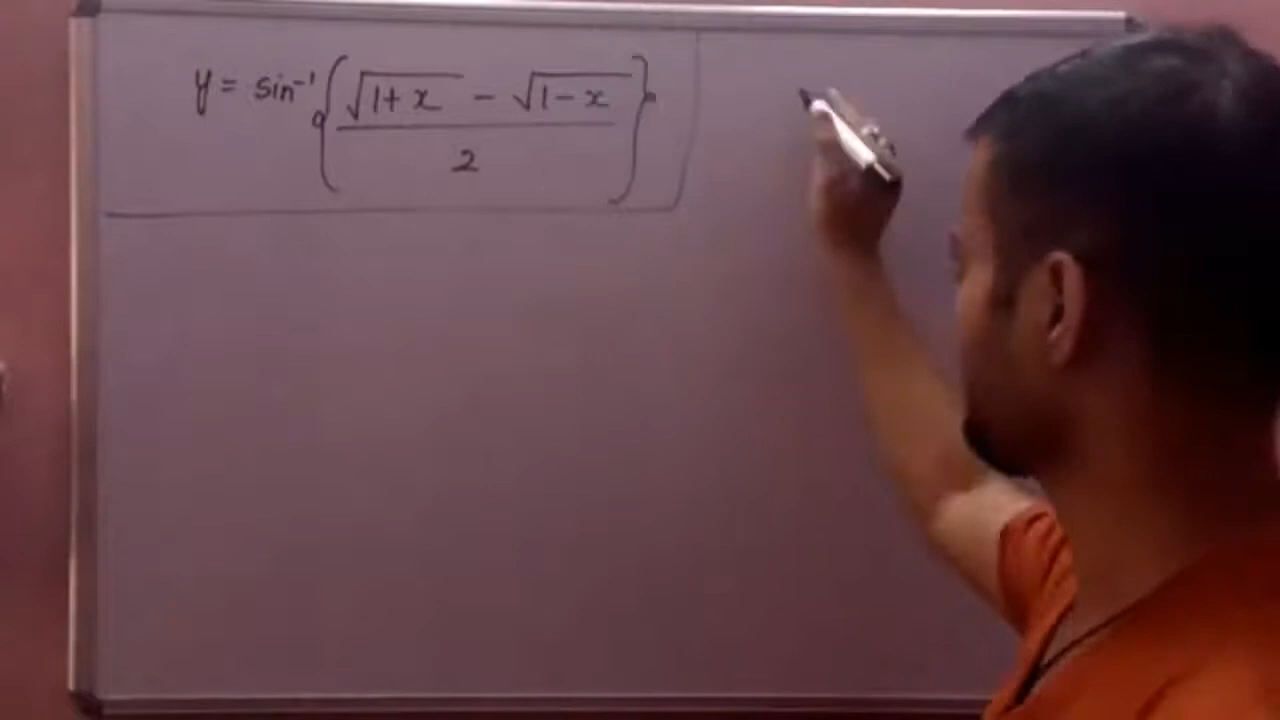 y = sin⁻¹ { (√(1+x) − √(1−x)) / 2 }